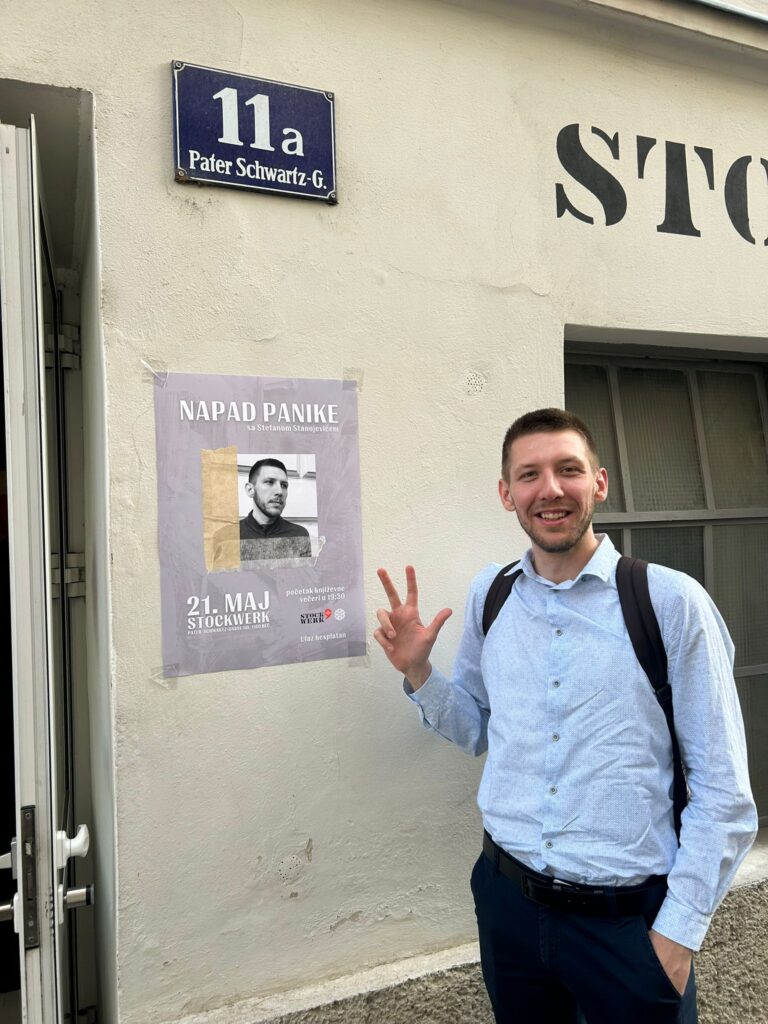 11a
Pater Schwartz-G.
STO
NAPAD PANIKE
sa Stefanom Stanojevićem
21. MAJ
STOCKWERK
početak književne
večeri u 19:30
STOCK
WERK
Ulaz besplatan